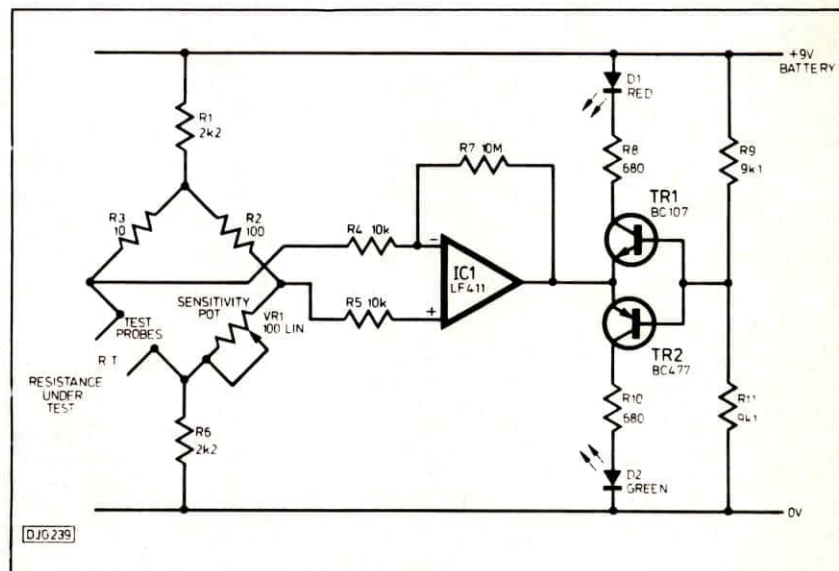 +9V
BATTERY
D1
RED
R1
2k2
R7 10M
R8
680
R9
9k1
R3
10
R2
100
TR1
BC107
R4 10k
-
IC1
LF411
SENSITIVITY
POT
R5 10k
+
VR1
100 LIN
TEST
PROBES
R T
TR2
BC477
RESISTANCE
UNDER
TEST
R6
2k2
R10
680
R11
9k1
D2
GREEN
0V
DJG239